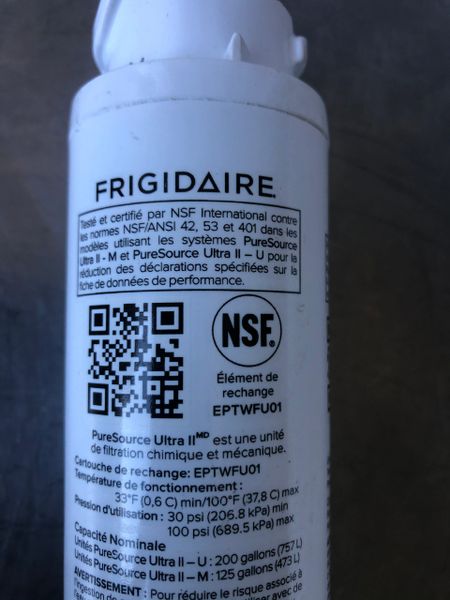 FRIGIDAIRE
Testé et certifié par NSF International contre
les normes NSF/ANSI 42, 53 et 401 dans les
modèles utilisant les systèmes PureSource
Ultra II - M et PureSource Ultra II – U pour la
réduction des déclarations spécifiées sur la
fiche de données de performance.
NSF®
Élément de
rechange
EPTWFU01
PureSource Ultra IIMD est une unité
de filtration chimique et mécanique.
Cartouche de rechange: EPTWFU01
Température de fonctionnement :
33°F (0,6 C) min/100°F (37,8 C) max
Pression d'utilisation : 30 psi (206.8 kPa) min
100 psi (689.5 kPa) max
Capacité Nominale
Unités PureSource Ultra II – U : 200 gallons (757 L)
Unités PureSource Ultra II – M : 125 gallons (473 L)
AVERTISSEMENT : Pour réduire le risque associé à